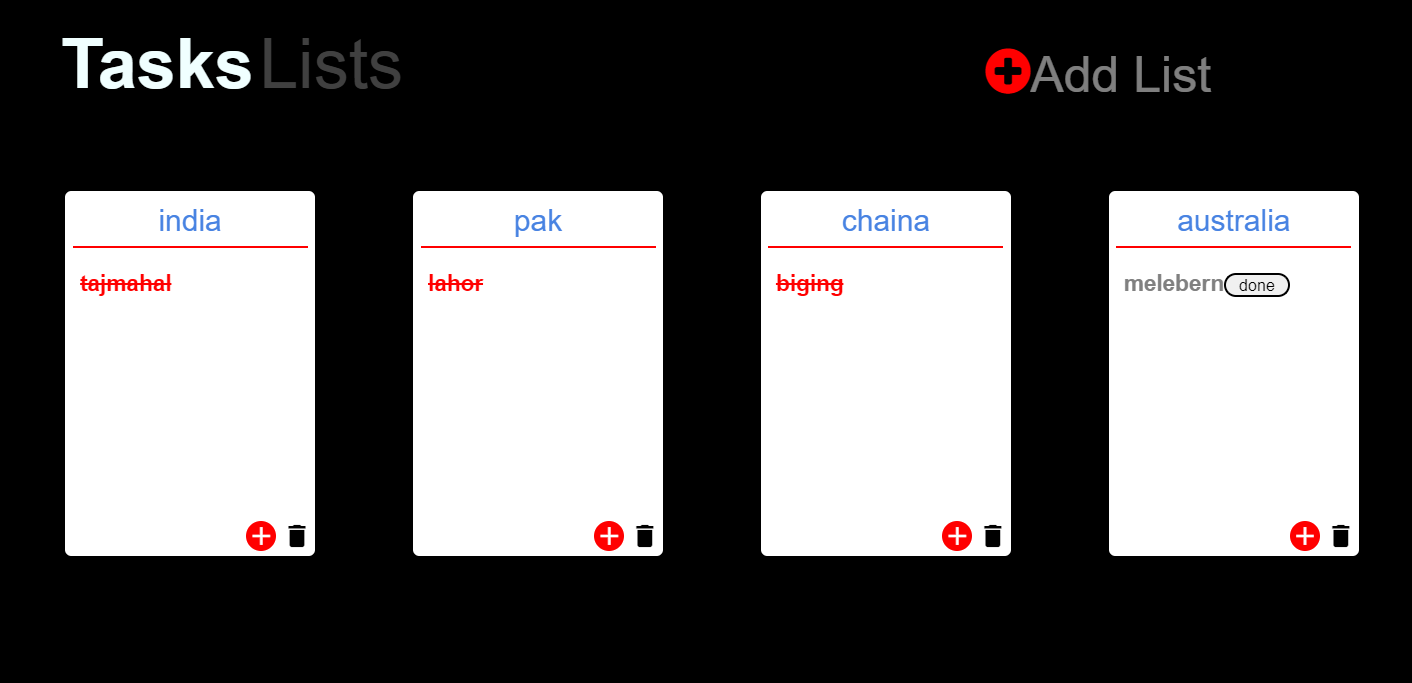 Tasks Lists
Add List
india
tajmahal
pak
lahor
chaina
biging
australia
melebern done